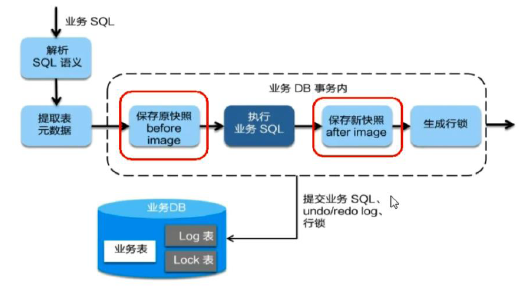 业务 SQL
解析
SQL 语义
业务 DB 事务内
提取表
元数据
保存原快照
before
image
执行
业务 SQL
保存新快照
after image
生成行锁
提交业务 SQL、
undo/redo log、
行锁
业务DB
业务表
Log 表
Lock 表